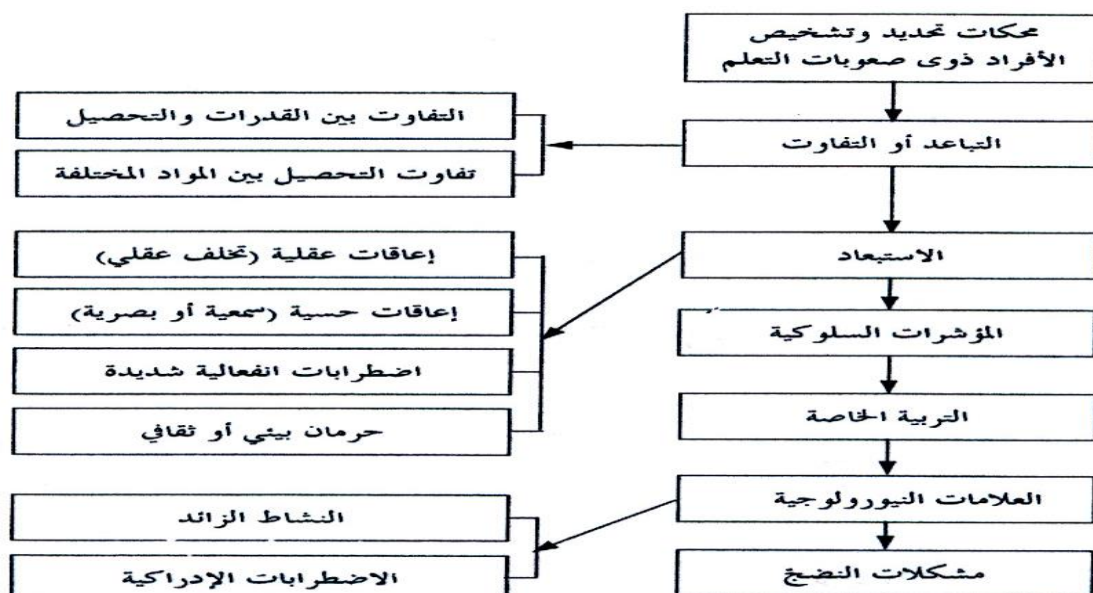 محكات تحديد وتشخيص
الأفراد ذوى صعوبات التعلم
التباعد أو التفاوت
التفاوت بين القدرات والتحصيل
تفاوت التحصيل بين المواد المختلفة
الاستبعاد
إعاقات عقلية (تخلف عقلي)
إعاقات حسية (سمعية أو بصرية)
اضطرابات انفعالية شديدة
حرمان بيئي أو ثقافي
المؤشرات السلوكية
التربية الخاصة
العلامات النيورولوجية
النشاط الزائد
الاضطرابات الإدراكية
مشكلات النضج